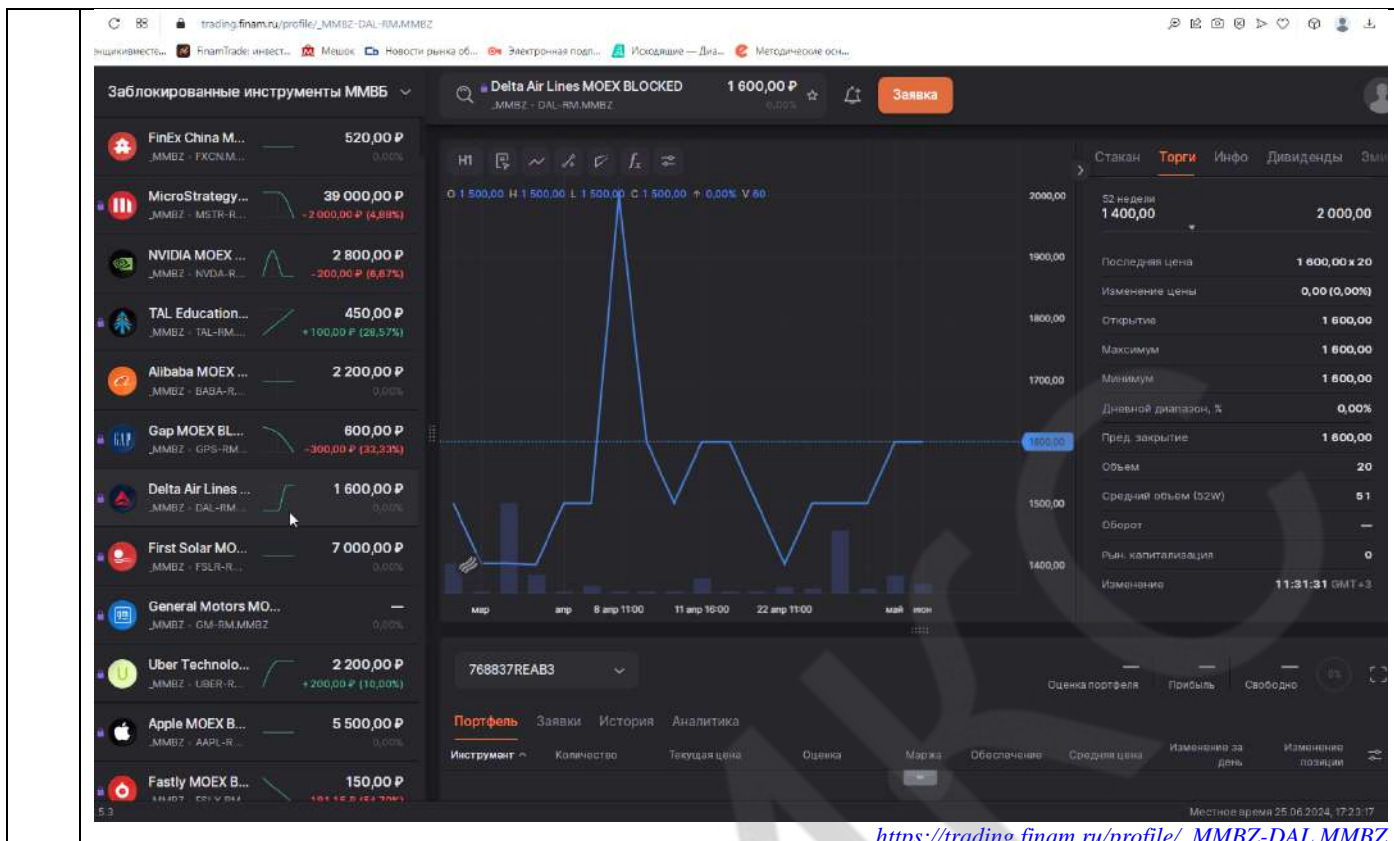 trading.finam.ru/profile/_MMBZ-DAL-RM.MMBZ
FinamTrade: инвест... Мешок Новости рынка об... Электронная подп... Исходящие — Диа... Методические осн...
Заблокированные инструменты ММВБ
Delta Air Lines MOEX BLOCKED 1 600,00 ₽
_MMBZ - DAL-RM.MMBZ 0,00%
Заявка
FinEx China M... 520,00 ₽
_MMBZ - FXCN.M... 0,00%
MicroStrategy... 39 000,00 ₽
_MMBZ - MSTR-R... -2 000,00 ₽ (4,88%)
NVIDIA MOEX ... 2 800,00 ₽
_MMBZ - NVDA-R... -200,00 ₽ (6,67%)
TAL Education... 450,00 ₽
_MMBZ - TAL-RM.... +100,00 ₽ (28,57%)
Alibaba MOEX ... 2 200,00 ₽
_MMBZ - BABA-R... 0,00%
Gap MOEX BL... 600,00 ₽
_MMBZ - GPS-RM... -300,00 ₽ (33,33%)
Delta Air Lines ... 1 600,00 ₽
_MMBZ - DAL-RM... 0,00%
First Solar MO... 7 000,00 ₽
_MMBZ - FSLR-R... 0,00%
General Motors MO... —
_MMBZ - GM-RM.MMBZ 0,00%
Uber Technolo... 2 200,00 ₽
_MMBZ - UBER-R... +200,00 ₽ (10,00%)
Apple MOEX B... 5 500,00 ₽
_MMBZ - AAPL-R... 0,00%
Fastly MOEX B... 150,00 ₽
H1
O 1 500,00 H 1 500,00 L 1 500,00 C 1 500,00 ↑ 0,00% V 60
2000,00
1900,00
1800,00
1700,00
1600,00
1500,00
1400,00
мар апр 8 апр 11:00 11 апр 16:00 22 апр 11:00 май июн
Стакан Торги Инфо Дивиденды Эми
52 недели
1 400,00 2 000,00
Последняя цена 1 600,00 x 20
Изменение цены 0,00 (0,00%)
Открытие 1 600,00
Максимум 1 600,00
Минимум 1 600,00
Дневной диапазон, % 0,00%
Пред. закрытие 1 600,00
Объем 20
Средний объем (52W) 51
Оборот —
Рын. капитализация 0
Изменение 11:31:31 GMT+3
768837REAB3
Оценка портфеля Прибыль Свободно 0%
Портфель Заявки История Аналитика
Инструмент Количество Текущая цена Оценка Маржа Обеспечение Средняя цена Изменение за день Изменение позиции
5.3 Местное время 25.06.2024, 17:23:17
https://trading.finam.ru/profile/_MMBZ-DAL.MMBZ